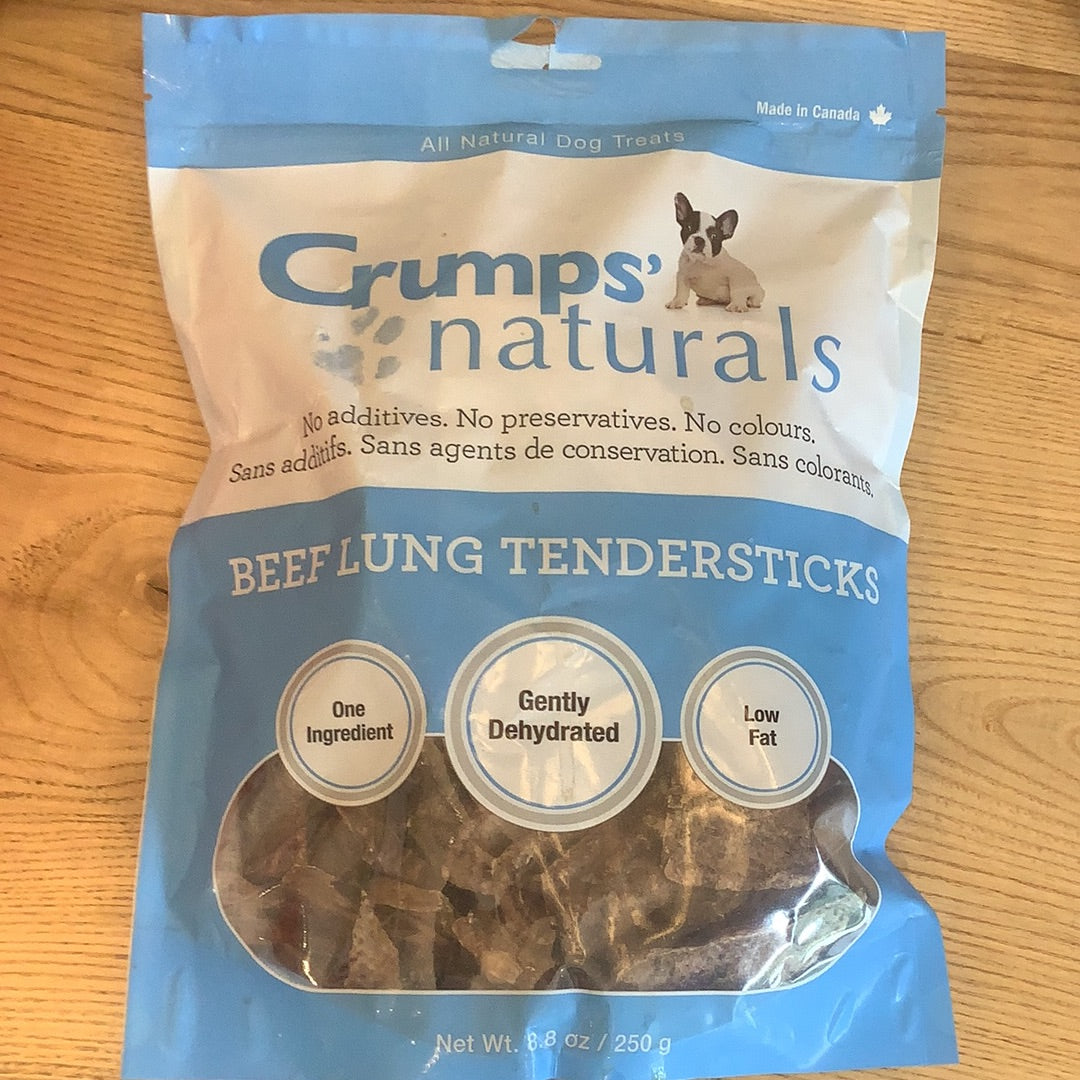 Made in Canada
All Natural Dog Treats
Crumps'
naturals
No additives. No preservatives. No colours.
Sans additifs. Sans agents de conservation. Sans colorants.
BEEF LUNG TENDERSTICKS
One
Ingredient
Gently
Dehydrated
Low
Fat
Net Wt. 8.8 oz / 250 g